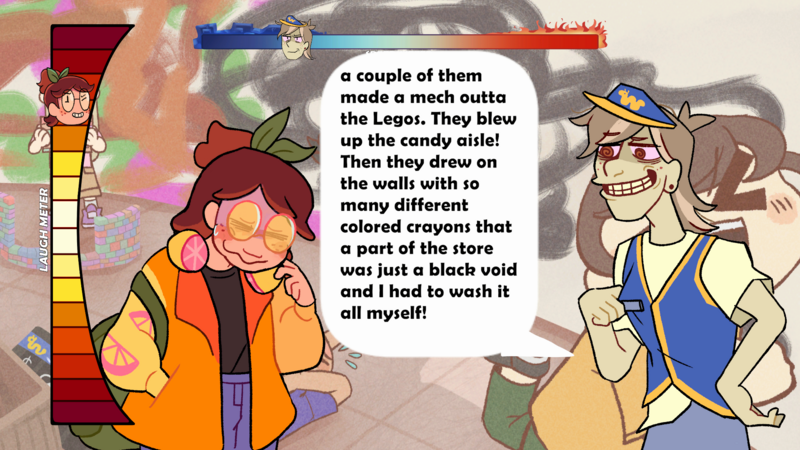 a couple of them
made a mech outta
the Legos. They blew
up the candy aisle!
Then they drew on
the walls with so
many different
colored crayons that
a part of the store
was just a black void
and I had to wash it
all myself!
LAUGH METER